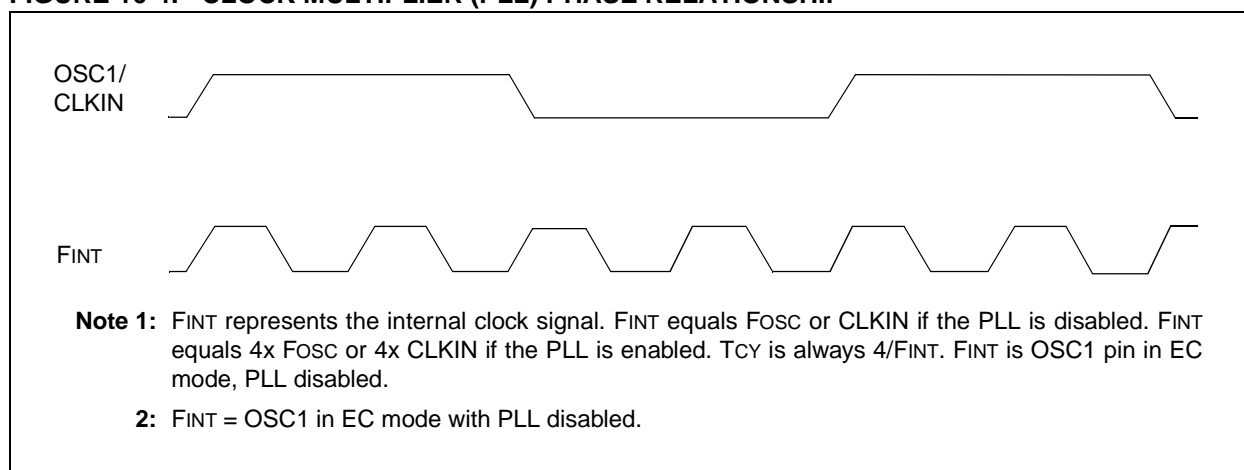 OSC1/
CLKIN
FINT
Note 1: FINT represents the internal clock signal. FINT equals FOSC or CLKIN if the PLL is disabled. FINT
equals 4x FOSC or 4x CLKIN if the PLL is enabled. TCY is always 4/FINT. FINT is OSC1 pin in EC
mode, PLL disabled.
2: FINT = OSC1 in EC mode with PLL disabled.